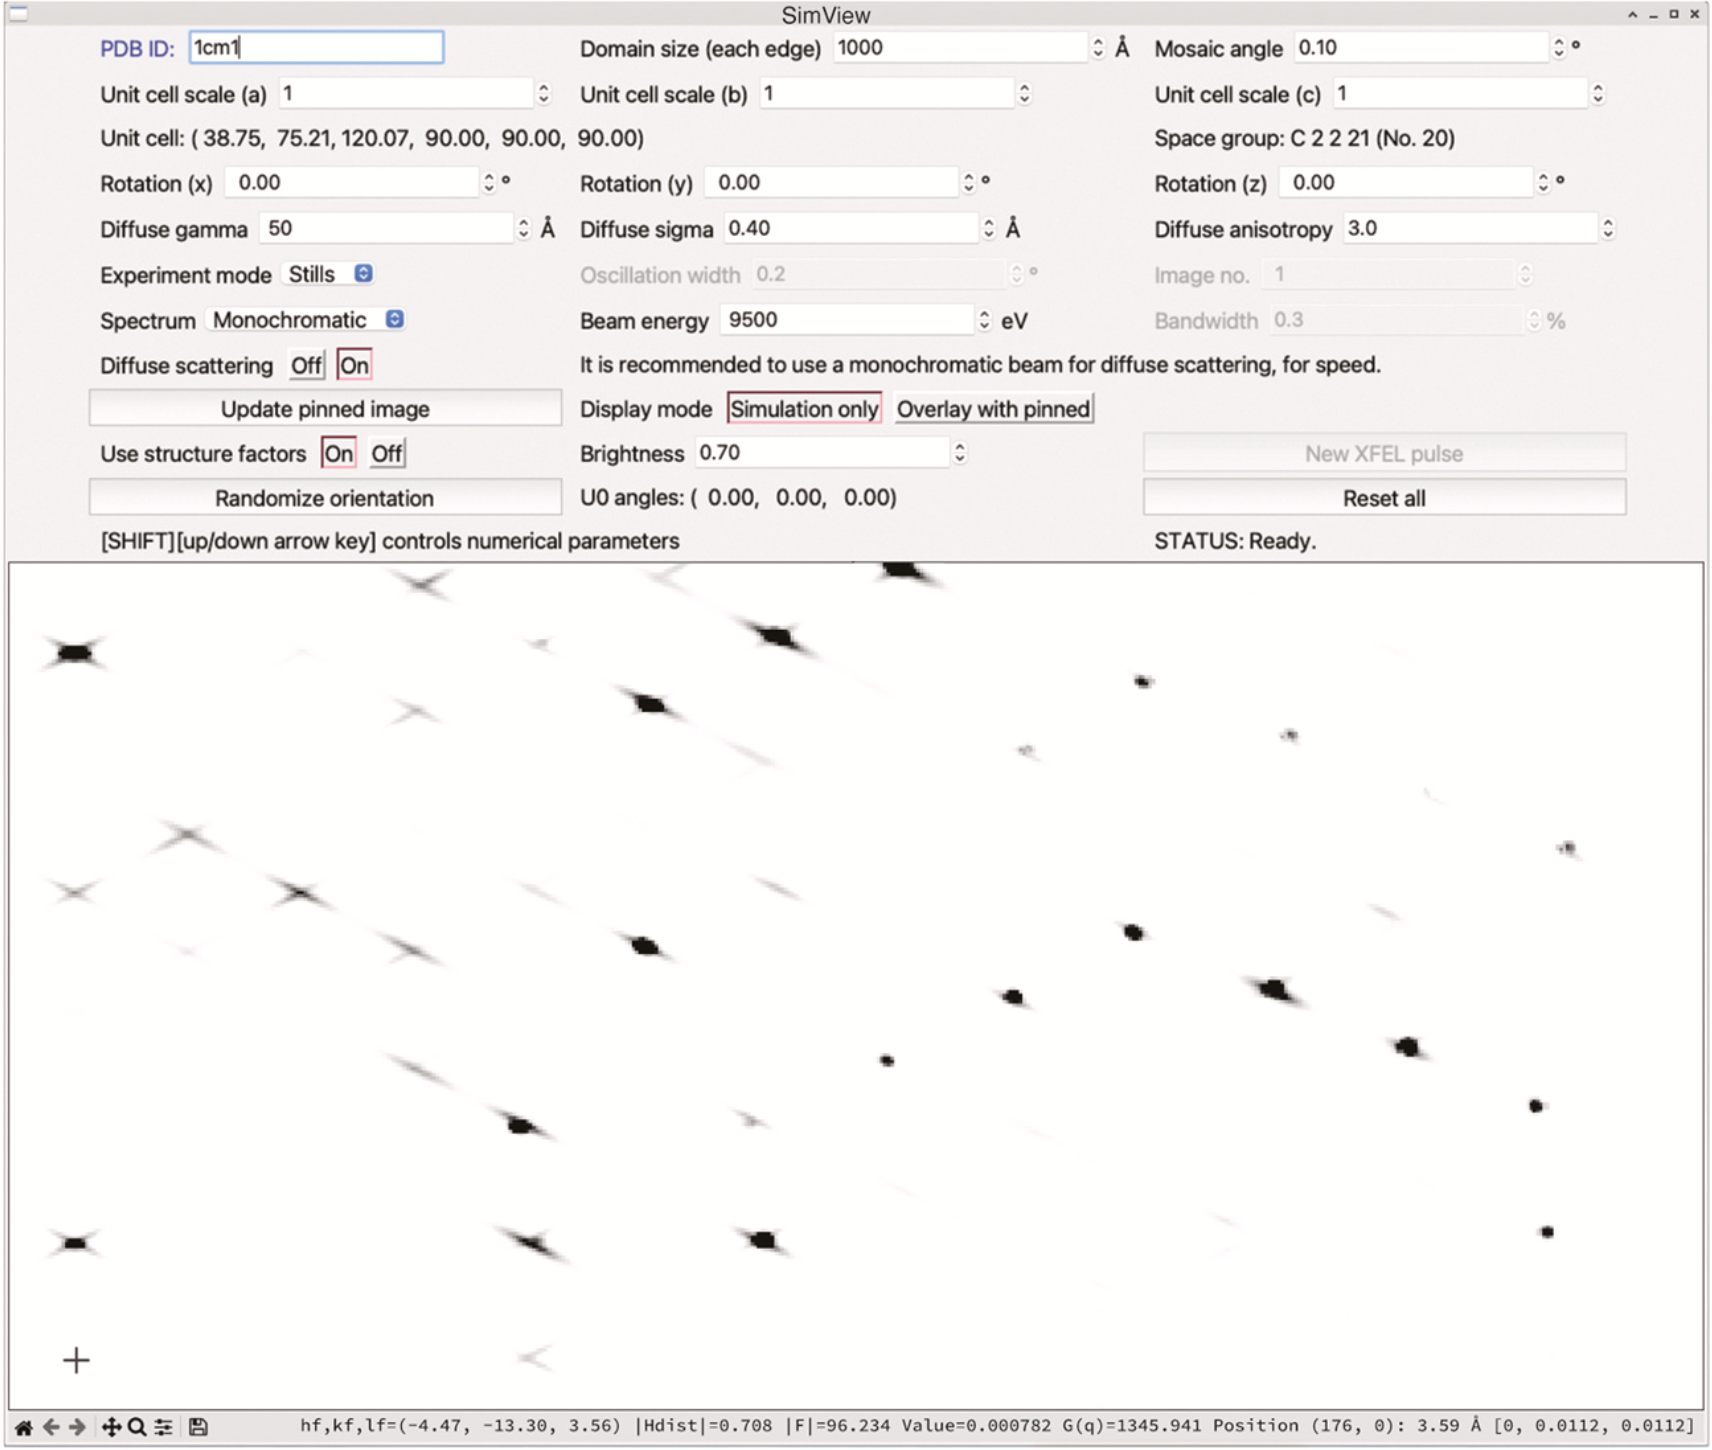 SimView
PDB ID: 1cm1 Domain size (each edge) 1000 Å Mosaic angle 0.10 °
Unit cell scale (a) 1 Unit cell scale (b) 1 Unit cell scale (c) 1
Unit cell: ( 38.75, 75.21, 120.07, 90.00, 90.00, 90.00) Space group: C 2 2 21 (No. 20)
Rotation (x) 0.00 ° Rotation (y) 0.00 ° Rotation (z) 0.00 °
Diffuse gamma 50 Å Diffuse sigma 0.40 Å Diffuse anisotropy 3.0
Experiment mode Stills Oscillation width 0.2 ° Image no. 1
Spectrum Monochromatic Beam energy 9500 eV Bandwidth 0.3 %
Diffuse scattering Off On It is recommended to use a monochromatic beam for diffuse scattering, for speed.
Update pinned image Display mode Simulation only Overlay with pinned
Use structure factors On Off Brightness 0.70 New XFEL pulse
Randomize orientation U0 angles: ( 0.00, 0.00, 0.00) Reset all
[SHIFT][up/down arrow key] controls numerical parameters STATUS: Ready.
hf,kf,lf=(-4.47, -13.30, 3.56) |Hdist|=0.708 |F|=96.234 Value=0.000782 G(q)=1345.941 Position (176, 0): 3.59 Å [0, 0.0112, 0.0112]